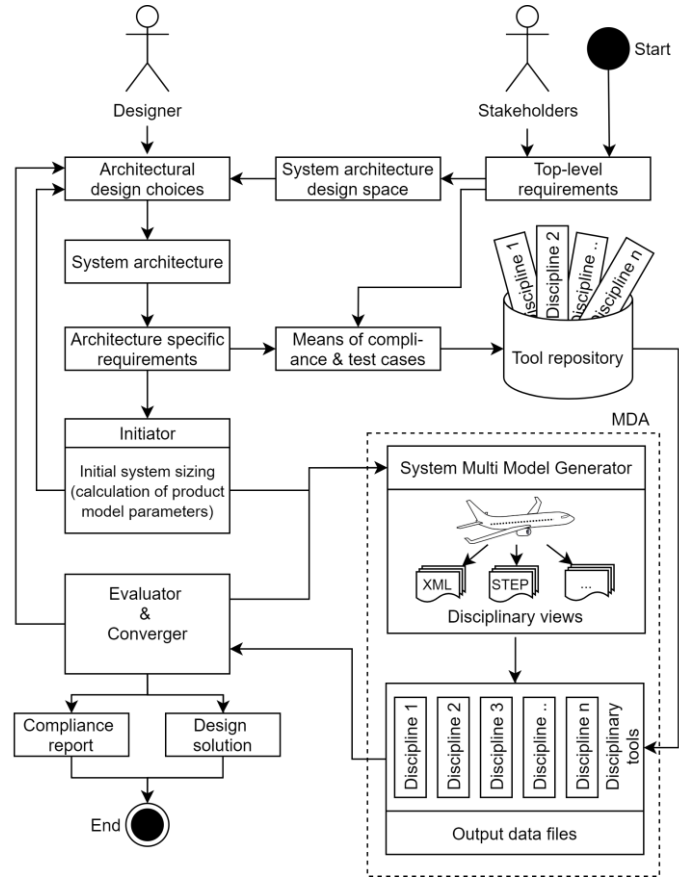 Designer
Stakeholders
Start
Architectural
design choices
System architecture
design space
Top-level
requirements
System architecture
Discipline 1
Discipline 2
Discipline ..
Discipline n
Architecture specific
requirements
Means of compli-
ance & test cases
Tool repository
MDA
Initiator
Initial system sizing
(calculation of product
model parameters)
System Multi Model Generator
XML
STEP
...
Disciplinary views
Evaluator
&
Converger
Discipline 1
Discipline 2
Discipline 3
Discipline ..
Discipline n
Disciplinary
tools
Compliance
report
Design
solution
End
Output data files